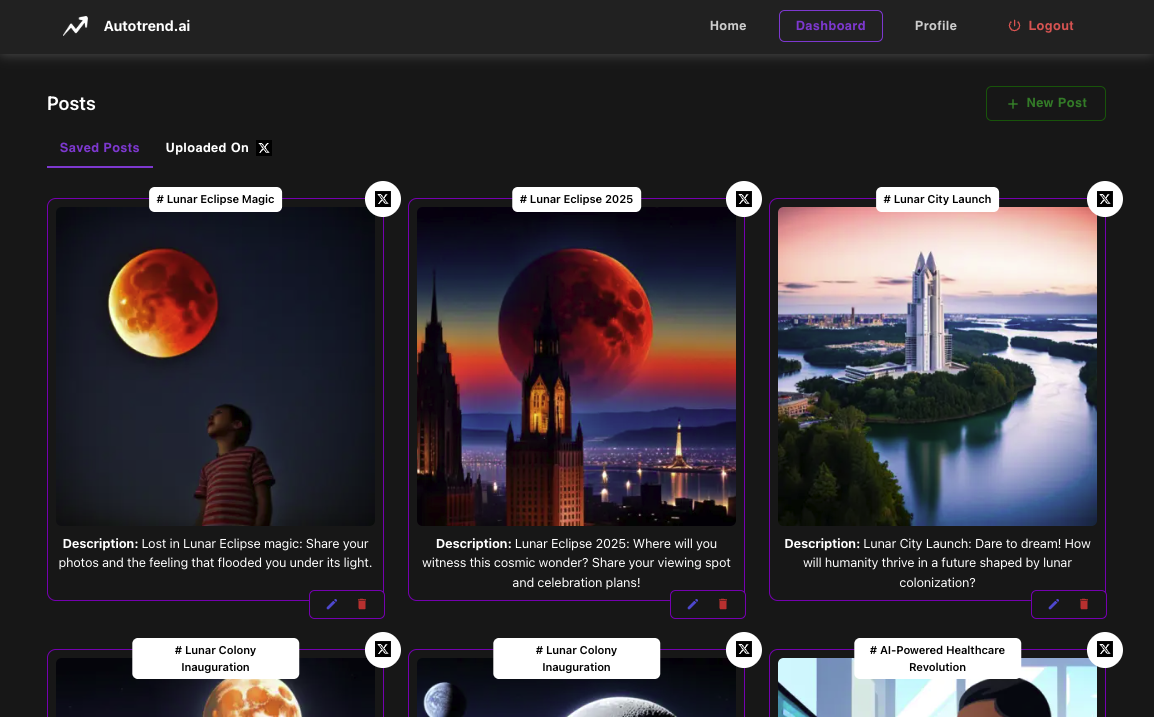 Autotrend.ai
Home
Dashboard
Profile
Logout
Posts
+ New Post
Saved Posts
Uploaded On X
# Lunar Eclipse Magic
X
# Lunar Eclipse 2025
X
# Lunar City Launch
X
Description: Lost in Lunar Eclipse magic: Share your
photos and the feeling that flooded you under its light.
Description: Lunar Eclipse 2025: Where will you
witness this cosmic wonder? Share your viewing spot
and celebration plans!
Description: Lunar City Launch: Dare to dream! How
will humanity thrive in a future shaped by lunar
colonization?
# Lunar Colony
Inauguration
X
# Lunar Colony
Inauguration
X
# AI-Powered Healthcare
Revolution
X